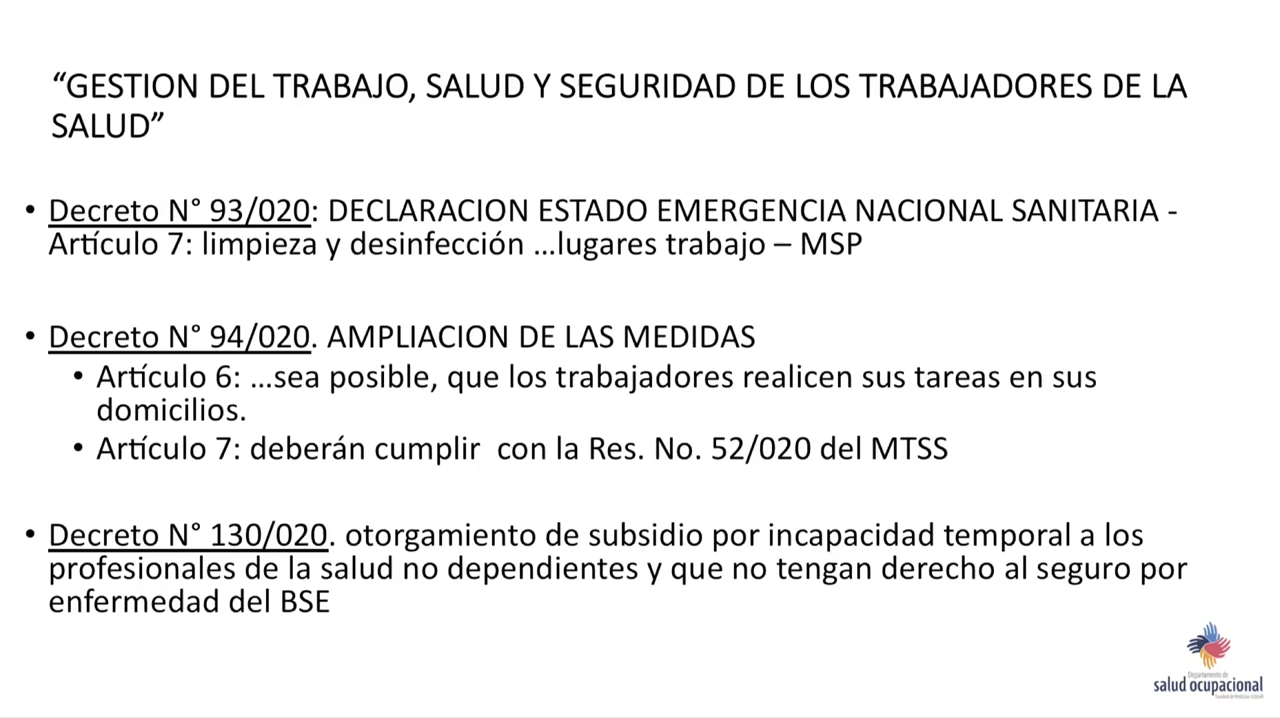 “GESTION DEL TRABAJO, SALUD Y SEGURIDAD DE LOS TRABAJADORES DE LA
SALUD”
• Decreto N° 93/020: DECLARACION ESTADO EMERGENCIA NACIONAL SANITARIA -
Artículo 7: limpieza y desinfección ...lugares trabajo – MSP
• Decreto N° 94/020. AMPLIACION DE LAS MEDIDAS
• Artículo 6: ...sea posible, que los trabajadores realicen sus tareas en sus
domicilios.
• Artículo 7: deberán cumplir  con la Res. No. 52/020 del MTSS
• Decreto N° 130/020. otorgamiento de subsidio por incapacidad temporal a los
profesionales de la salud no dependientes y que no tengan derecho al seguro por
enfermedad del BSE
Departamento de
salud ocupacional